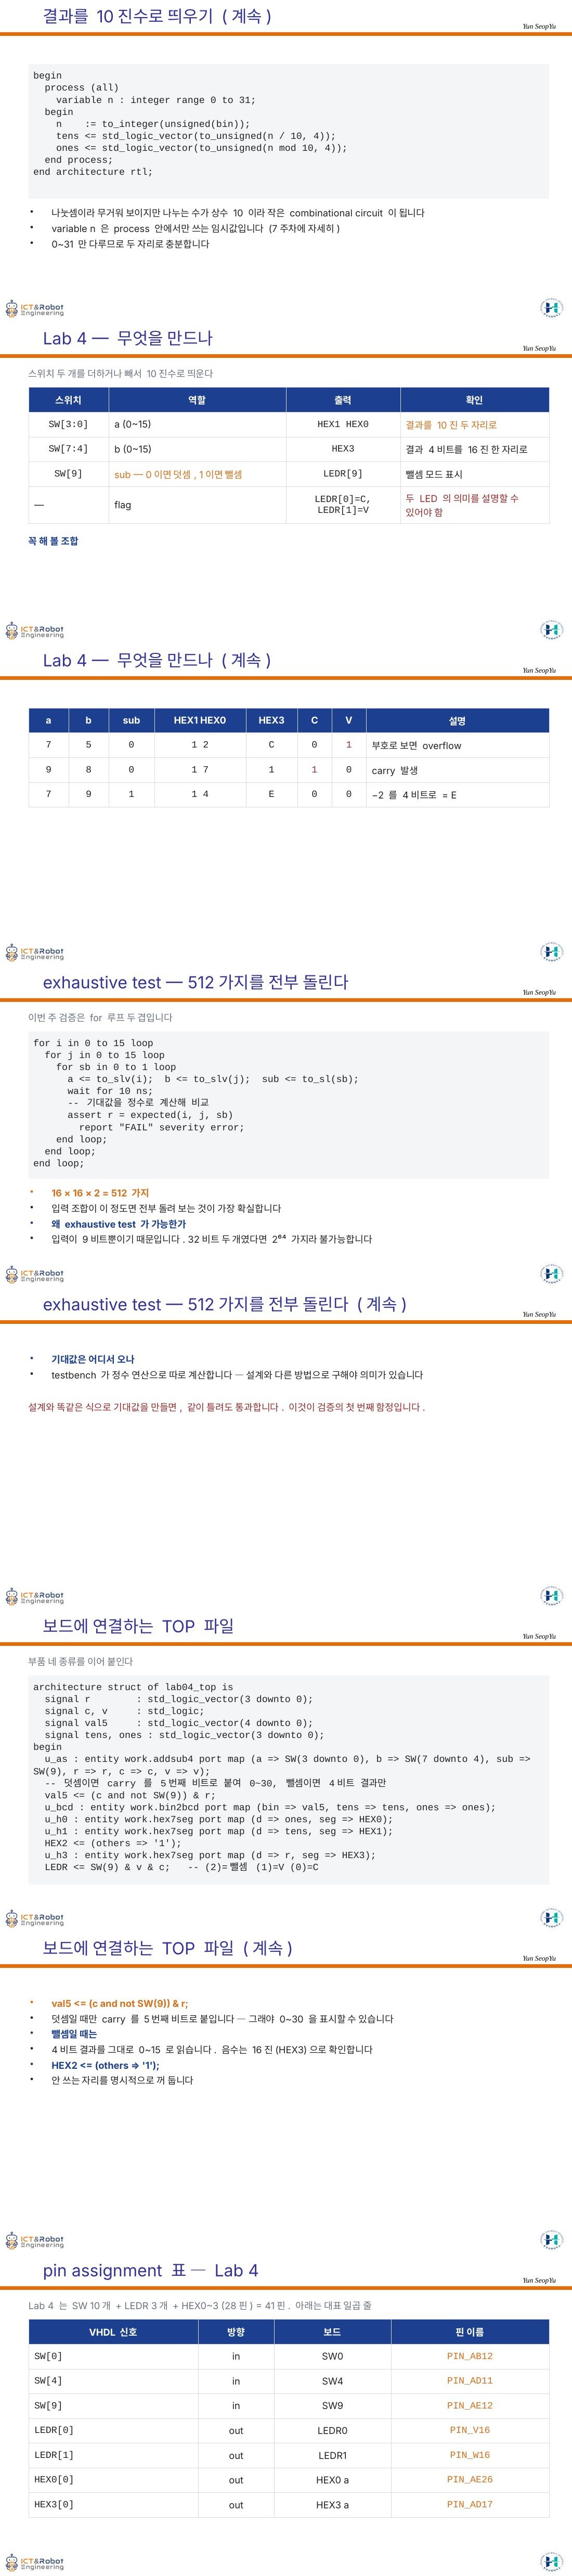 결과를 10 진수로 띄우기 ( 계속 )
Yun SeopYu
begin
process (all)
variable n : integer range 0 to 31;
begin
n    := to_integer(unsigned(bin));
tens <= std_logic_vector(to_unsigned(n / 10, 4));
ones <= std_logic_vector(to_unsigned(n mod 10, 4));
end process;
end architecture rtl;
• 나눗셈이라 무거워 보이지만 나누는 수가 상수 10 이라 작은 combinational circuit 이 됩니다
• variable n 은 process 안에서만 쓰는 임시값입니다 (7 주차에 자세히 )
• 0~31 만 다루므로 두 자리로 충분합니다
ICT&Robot
Engineering
Lab 4 — 무엇을 만드나
Yun SeopYu
스위치 두 개를 더하거나 빼서 10 진수로 띄운다
스위치 역할 출력 확인
SW[3:0] a (0~15) HEX1 HEX0 결과를 10 진 두 자리로
SW[7:4] b (0~15) HEX3 결과 4 비트를 16 진 한 자리로
SW[9] sub — 0 이면 덧셈 , 1 이면 뺄셈 LEDR[9] 뺄셈 모드 표시
— flag LEDR[0]=C, LEDR[1]=V 두 LED 의 의미를 설명할 수 있어야 함
꼭 해 볼 조합
ICT&Robot
Engineering
Lab 4 — 무엇을 만드나 ( 계속 )
Yun SeopYu
a b sub HEX1 HEX0 HEX3 C V 설명
7 5 0 1 2 C 0 1 부호로 보면 overflow
9 8 0 1 7 1 1 0 carry 발생
7 9 1 1 4 E 0 0 −2 를 4 비트로 = E
ICT&Robot
Engineering
exhaustive test — 512 가지를 전부 돌린다
Yun SeopYu
이번 주 검증은 for 루프 두 겹입니다
for i in 0 to 15 loop
for j in 0 to 15 loop
for sb in 0 to 1 loop
a <= to_slv(i);  b <= to_slv(j);  sub <= to_sl(sb);
wait for 10 ns;
-- 기대값을 정수로 계산해 비교
assert r = expected(i, j, sb)
report "FAIL" severity error;
end loop;
end loop;
end loop;
• 16 × 16 × 2 = 512 가지
• 입력 조합이 이 정도면 전부 돌려 보는 것이 가장 확실합니다
• 왜 exhaustive test 가 가능한가
• 입력이 9 비트뿐이기 때문입니다 . 32 비트 두 개였다면 2⁶⁴ 가지라 불가능합니다
ICT&Robot
Engineering
exhaustive test — 512 가지를 전부 돌린다 ( 계속 )
Yun SeopYu
• 기대값은 어디서 오나
• testbench 가 정수 연산으로 따로 계산합니다 — 설계와 다른 방법으로 구해야 의미가 있습니다
설계와 똑같은 식으로 기대값을 만들면 , 같이 틀려도 통과합니다 . 이것이 검증의 첫 번째 함정입니다 .
ICT&Robot
Engineering
보드에 연결하는 TOP 파일
Yun SeopYu
부품 네 종류를 이어 붙인다
architecture struct of lab04_top is
signal r       : std_logic_vector(3 downto 0);
signal c, v    : std_logic;
signal val5    : std_logic_vector(4 downto 0);
signal tens, ones : std_logic_vector(3 downto 0);
begin
u_as : entity work.addsub4 port map (a => SW(3 downto 0), b => SW(7 downto 4), sub =>
SW(9), r => r, c => c, v => v);
-- 덧셈이면 carry 를 5 번째 비트로 붙여 0~30, 뺄셈이면 4 비트 결과만
val5 <= (c and not SW(9)) & r;
u_bcd : entity work.bin2bcd port map (bin => val5, tens => tens, ones => ones);
u_h0 : entity work.hex7seg port map (d => ones, seg => HEX0);
u_h1 : entity work.hex7seg port map (d => tens, seg => HEX1);
HEX2 <= (others => '1');
u_h3 : entity work.hex7seg port map (d => r, seg => HEX3);
LEDR <= SW(9) & v & c;   -- (2)= 뺄셈 (1)=V (0)=C
ICT&Robot
Engineering
보드에 연결하는 TOP 파일 ( 계속 )
Yun SeopYu
• val5 <= (c and not SW(9)) & r;
• 덧셈일 때만 carry 를 5 번째 비트로 붙입니다 — 그래야 0~30 을 표시할 수 있습니다
• 뺄셈일 때는
• 4 비트 결과를 그대로 0~15 로 읽습니다 . 음수는 16 진 (HEX3) 으로 확인합니다
• HEX2 <= (others => '1');
• 안 쓰는 자리를 명시적으로 꺼 둡니다
ICT&Robot
Engineering
pin assignment 표 — Lab 4
Yun SeopYu
Lab 4 는 SW 10 개 + LEDR 3 개 + HEX0~3 (28 핀 ) = 41 핀 . 아래는 대표 일곱 줄
VHDL 신호 방향 보드 핀 이름
SW[0] in SW0 PIN_AB12
SW[4] in SW4 PIN_AD11
SW[9] in SW9 PIN_AE12
LEDR[0] out LEDR0 PIN_V16
LEDR[1] out LEDR1 PIN_W16
HEX0[0] out HEX0 a PIN_AE26
HEX3[0] out HEX3 a PIN_AD17
ICT&Robot
Engineering